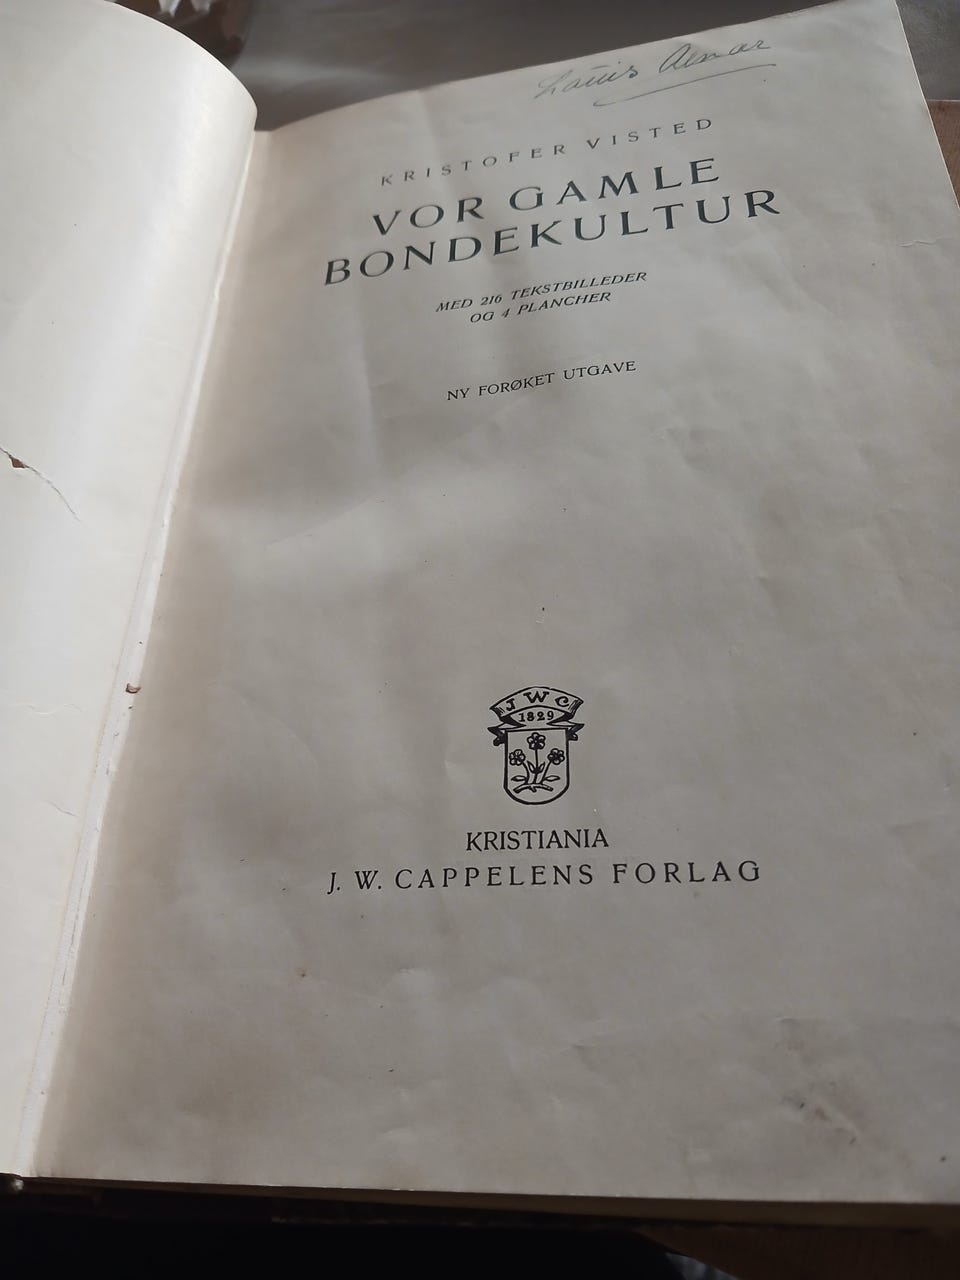 Louis
KRISTOFER VISTED
VOR GAMLE
BONDEKULTUR
MED 216 TEKSTBILLEDER
OG 4 PLANCHER
NY FORØKET UTGAVE
JWC
1829
KRISTIANIA
J. W. CAPPELENS FORLAG